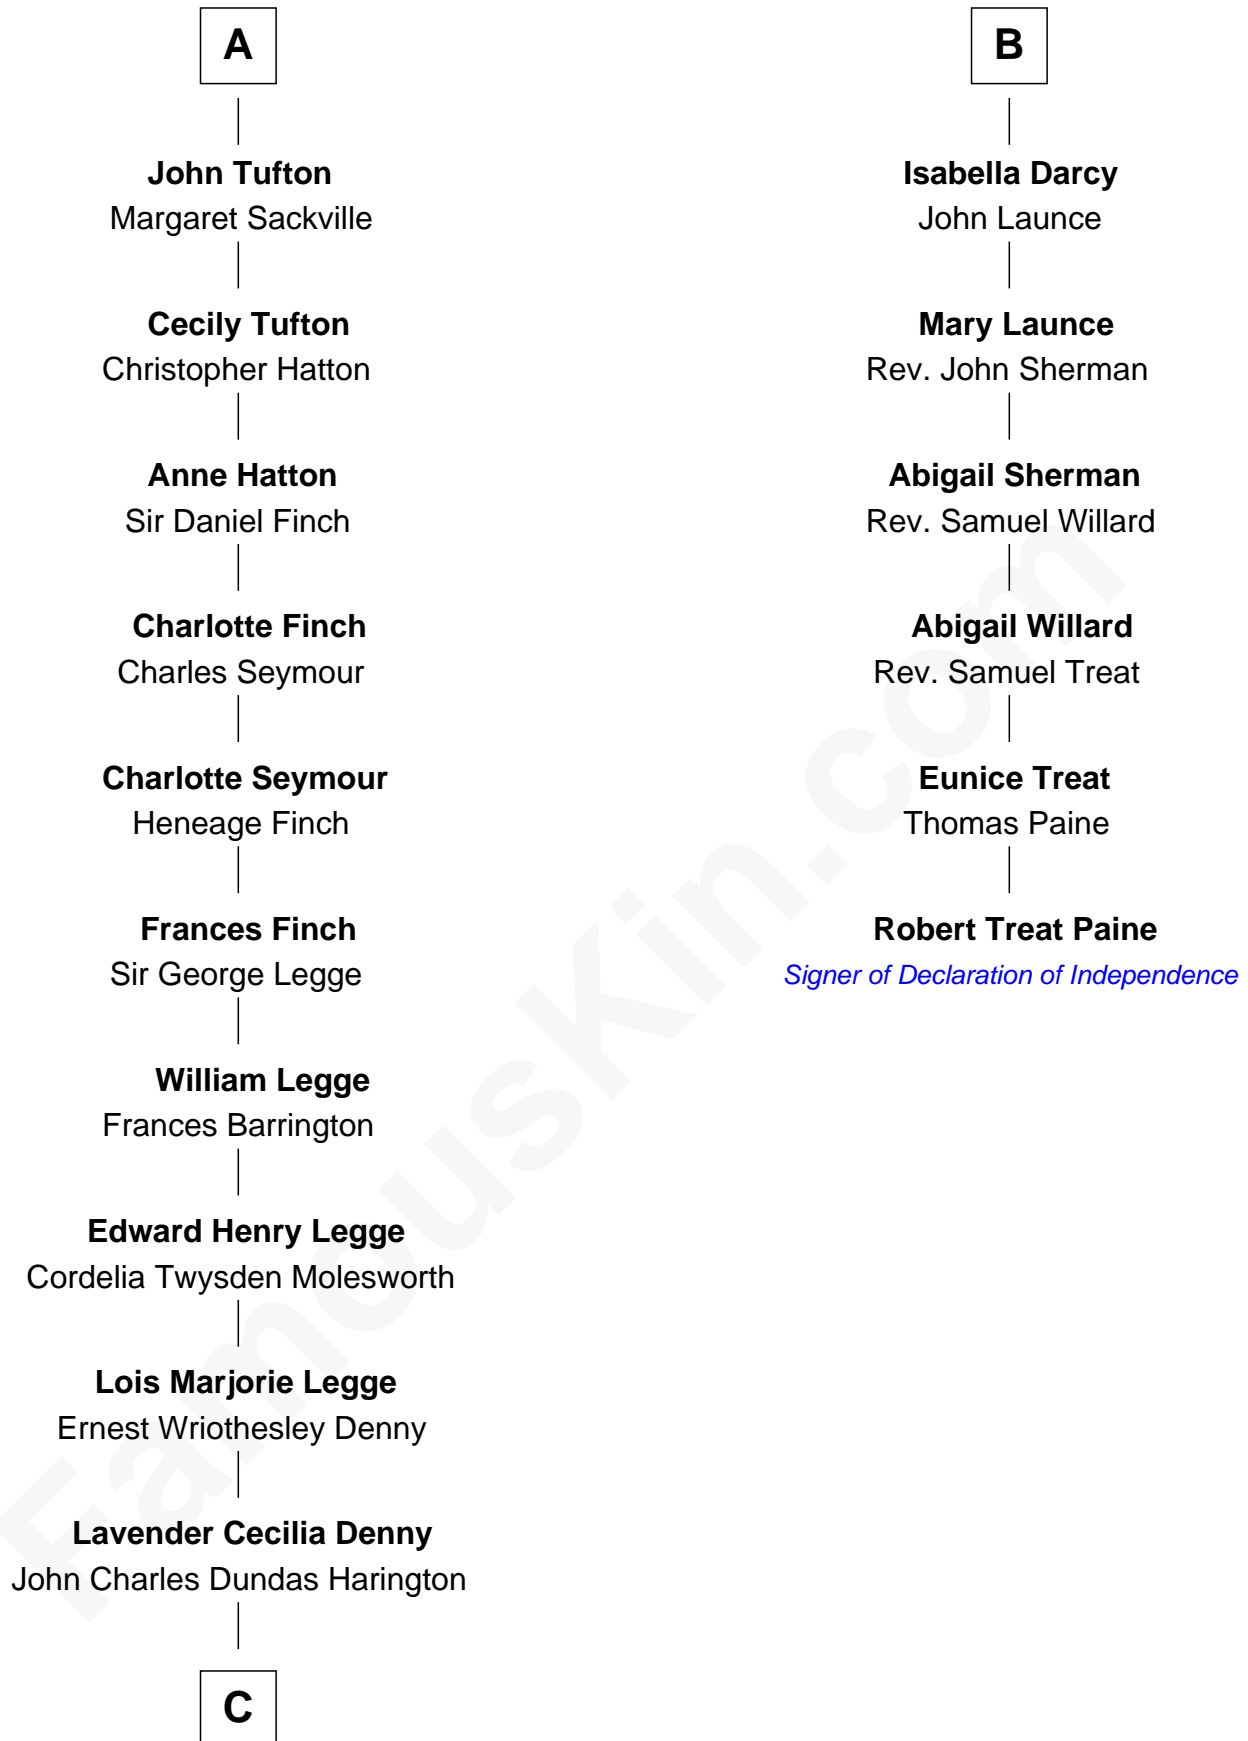 A
John Tufton
Margaret Sackville
Cecily Tufton
Christopher Hatton
Anne Hatton
Sir Daniel Finch
Charlotte Finch
Charles Seymour
Charlotte Seymour
Heneage Finch
Frances Finch
Sir George Legge
William Legge
Frances Barrington
Edward Henry Legge
Cordelia Twysden Molesworth
Lois Marjorie Legge
Ernest Wriothesley Denny
Lavender Cecilia Denny
John Charles Dundas Harington
C
B
Isabella Darcy
John Launce
Mary Launce
Rev. John Sherman
Abigail Sherman
Rev. Samuel Willard
Abigail Willard
Rev. Samuel Treat
Eunice Treat
Thomas Paine
Robert Treat Paine
Signer of Declaration of Independence
FamousKin.com